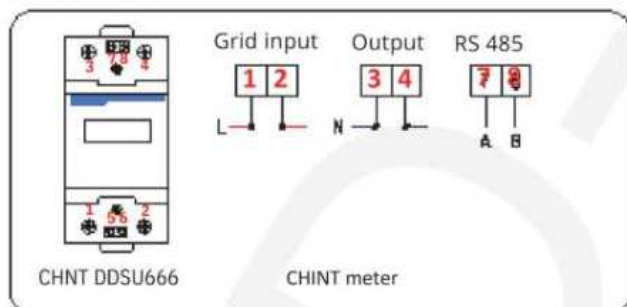 Grid input Output RS 485
3 7 8 4
1 2 3 4 7 8
L N A B
1 5 6 2
CHNT DDSU666 CHINT meter